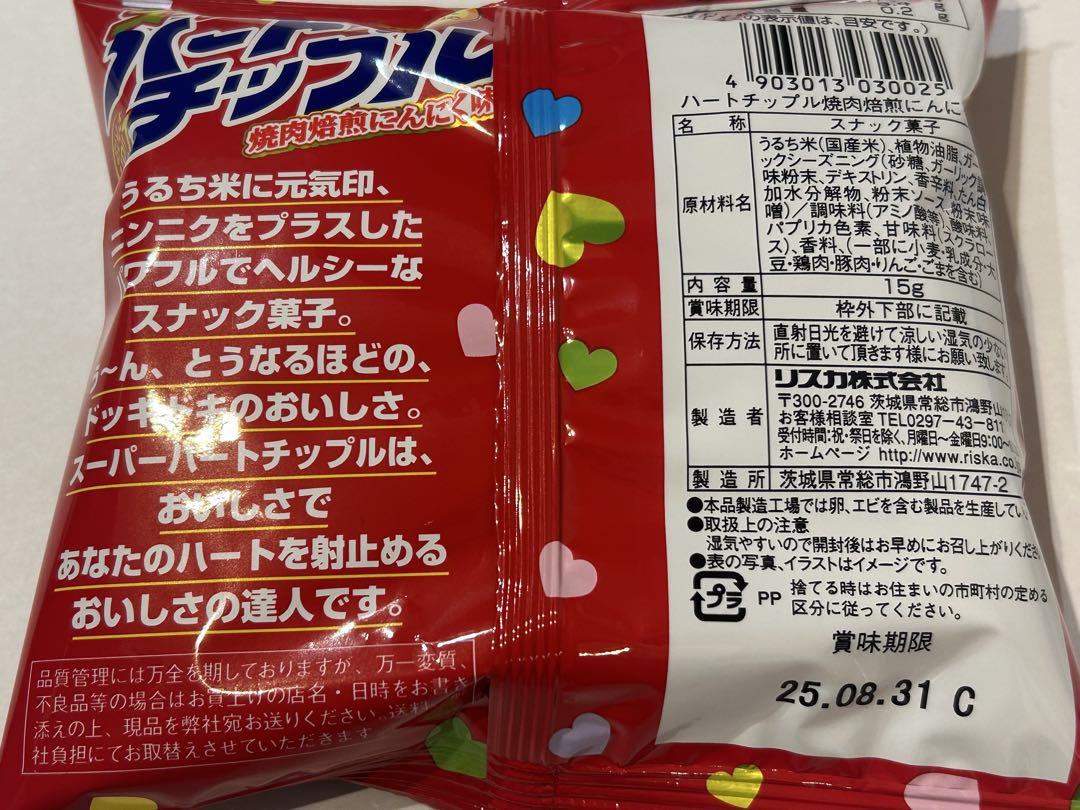 ハートチップル
焼肉焙煎にんにく味
うるち米に元気印、
ニンニクをプラスした
パワフルでヘルシーな
スナック菓子。
う~ん、とうなるほどの、
ドッキドキのおいしさ。
スーパーハートチップルは、
おいしさで
あなたのハートを射止める
おいしさの達人です。
品質管理には万全を期しておりますが、万一変質、
不良品等の場合はお買上げの店名・日時をお書き
添えの上、現品を弊社宛お送りください。送料
社負担にてお取替えさせていただきます。
0.2
の表示値は、目安です。)
4 903013 030025
ハートチップル焼肉焙煎にんに
名 称 スナック菓子
原材料名 うるち米(国産米)、植物油脂、ガーリ
ックシーズニング(砂糖、ガーリック調
味粉末、デキストリン、香辛料、たん白
加水分解物、粉末ソース、粉末味
噌)/調味料(アミノ酸等)、酸味料、
パプリカ色素、甘味料(スクラロー
ス)、香料、(一部に小麦・乳成分・大
豆・鶏肉・豚肉・りんご・ごまを含む)
内容量 15g
賞味期限 枠外下部に記載
保存方法 直射日光を避けて涼しい湿気の少ない
所に置いて頂きます様にお願い致します。
製造者 リスカ株式会社
〒300-2746 茨城県常総市鴻野山17
お客様相談室 TEL0297-43-811
受付時間:祝・祭日を除く、月曜日~金曜日9:00~
ホームページ http://www.riska.co.
製造所 茨城県常総市鴻野山1747-2
●本品製造工場では卵、エビを含む製品を生産してい
●取扱上の注意
湿気やすいので開封後はお早めにお召し上がりくださ
●表の写真、イラストはイメージです。
プラ PP 捨てる時はお住まいの市町村の定める
区分に従ってください。
賞味期限
25.08.31 C